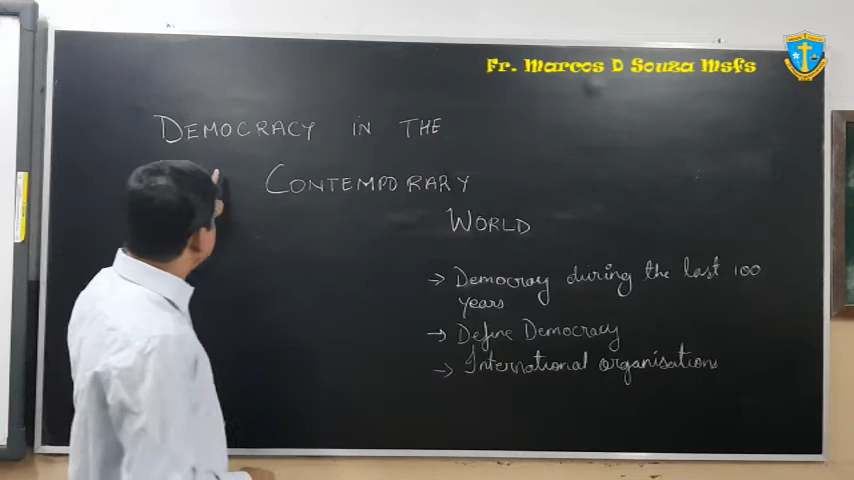 Fr. Marcos D Souza Msfs
DEMOCRACY IN THE
CONTEMPORARY
WORLD
→ Democracy during the last 100
years
→ Define Democracy
→ International organisations